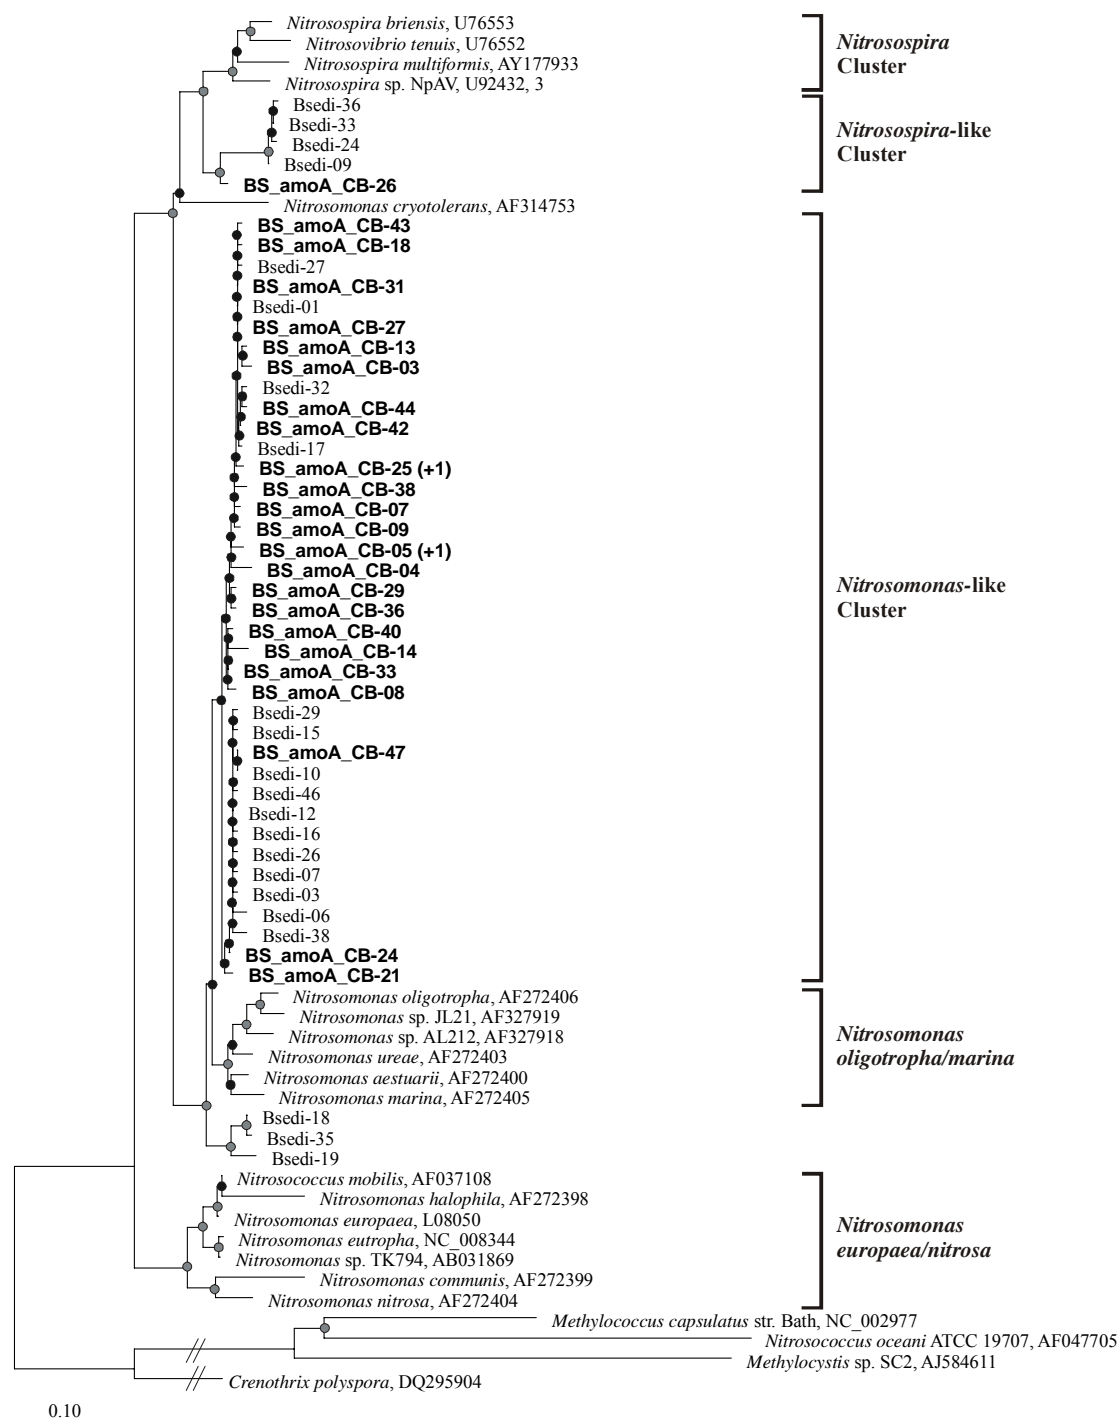 Nitrosospira briensis, U76553
Nitrosovibrio tenuis, U76552
Nitrosospira multiformis, AY177933
Nitrosospira sp. NpAV, U92432, 3
Nitrosospira
Cluster
Bsedi-36
Bsedi-33
Bsedi-24
Bsedi-09
BS_amoA_CB-26
Nitrosospira-like
Cluster
Nitrosomonas cryotolerans, AF314753
BS_amoA_CB-43
BS_amoA_CB-18
Bsedi-27
BS_amoA_CB-31
Bsedi-01
BS_amoA_CB-27
BS_amoA_CB-13
BS_amoA_CB-03
Bsedi-32
BS_amoA_CB-44
BS_amoA_CB-42
Bsedi-17
BS_amoA_CB-25 (+1)
BS_amoA_CB-38
BS_amoA_CB-07
BS_amoA_CB-09
BS_amoA_CB-05 (+1)
BS_amoA_CB-04
BS_amoA_CB-29
BS_amoA_CB-36
BS_amoA_CB-40
BS_amoA_CB-14
BS_amoA_CB-33
BS_amoA_CB-08
Bsedi-29
Bsedi-15
BS_amoA_CB-47
Bsedi-10
Bsedi-46
Bsedi-12
Bsedi-16
Bsedi-26
Bsedi-07
Bsedi-03
Bsedi-06
Bsedi-38
BS_amoA_CB-24
BS_amoA_CB-21
Nitrosomonas-like
Cluster
Nitrosomonas oligotropha, AF272406
Nitrosomonas sp. JL21, AF327919
Nitrosomonas sp. AL212, AF327918
Nitrosomonas ureae, AF272403
Nitrosomonas aestuarii, AF272400
Nitrosomonas marina, AF272405
Nitrosomonas
oligotropha/marina
Bsedi-18
Bsedi-35
Bsedi-19
Nitrosococcus mobilis, AF037108
Nitrosomonas halophila, AF272398
Nitrosomonas europaea, L08050
Nitrosomonas eutropha, NC_008344
Nitrosomonas sp. TK794, AB031869
Nitrosomonas communis, AF272399
Nitrosomonas nitrosa, AF272404
Nitrosomonas
europaea/nitrosa
Methylococcus capsulatus str. Bath, NC_002977
Nitrosococcus oceani ATCC 19707, AF047705
Methylocystis sp. SC2, AJ584611
Crenothrix polyspora, DQ295904
0.10